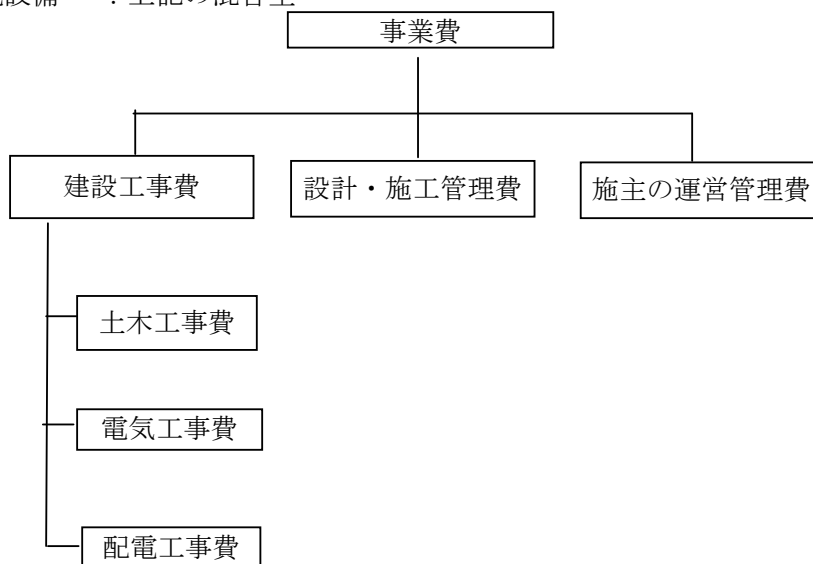 設備 ：上記の混合型
事業費
建設工事費
設計・施工管理費
施主の運営管理費
土木工事費
電気工事費
配電工事費